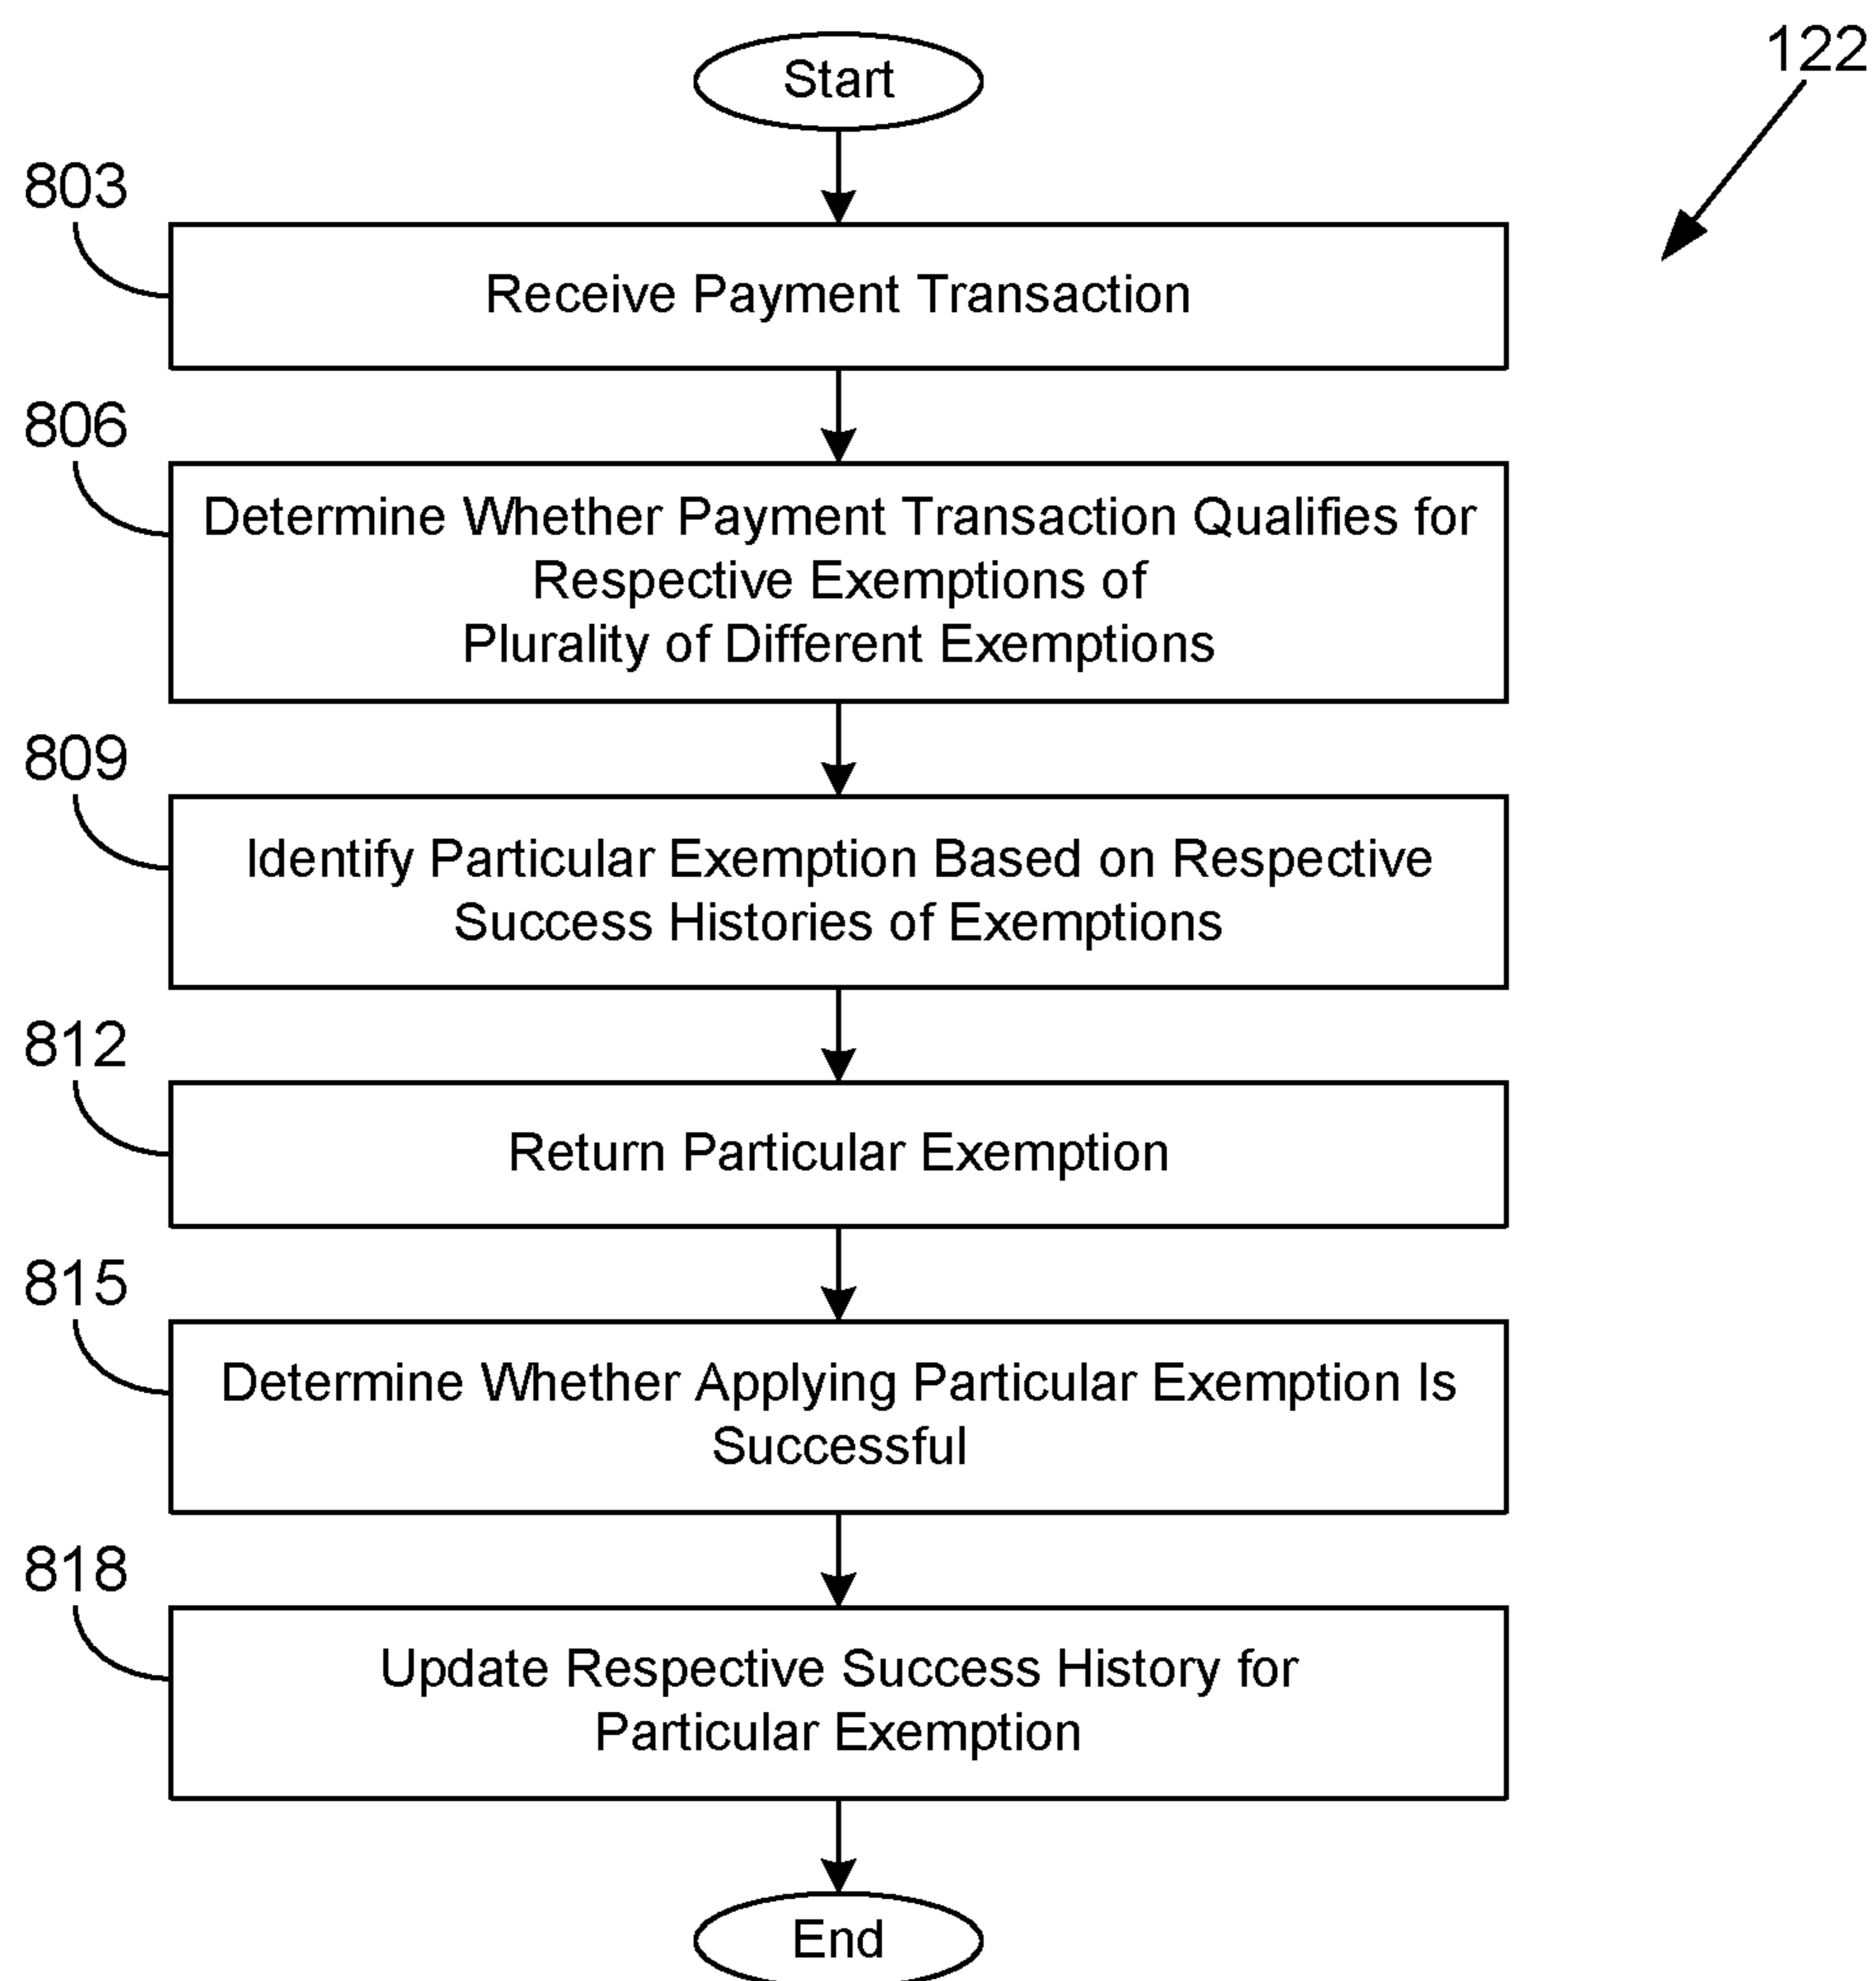 Start
122
803
Receive Payment Transaction
806
Determine Whether Payment Transaction Qualifies for
Respective Exemptions of
Plurality of Different Exemptions
809
Identify Particular Exemption Based on Respective
Success Histories of Exemptions
812
Return Particular Exemption
815
Determine Whether Applying Particular Exemption Is
Successful
818
Update Respective Success History for
Particular Exemption
End